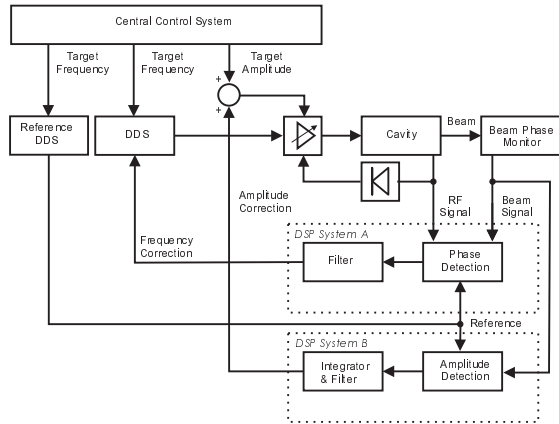 Central Control System
Target
Frequency
Target
Frequency
Target
Amplitude
+
+
Reference
DDS
DDS
Cavity
Beam
Beam Phase
Monitor
Amplitude
Correction
RF
Signal
Beam
Signal
Frequency
Correction
DSP System A
Filter
Phase
Detection
Reference
DSP System B
Integrator
& Filter
Amplitude
Detection